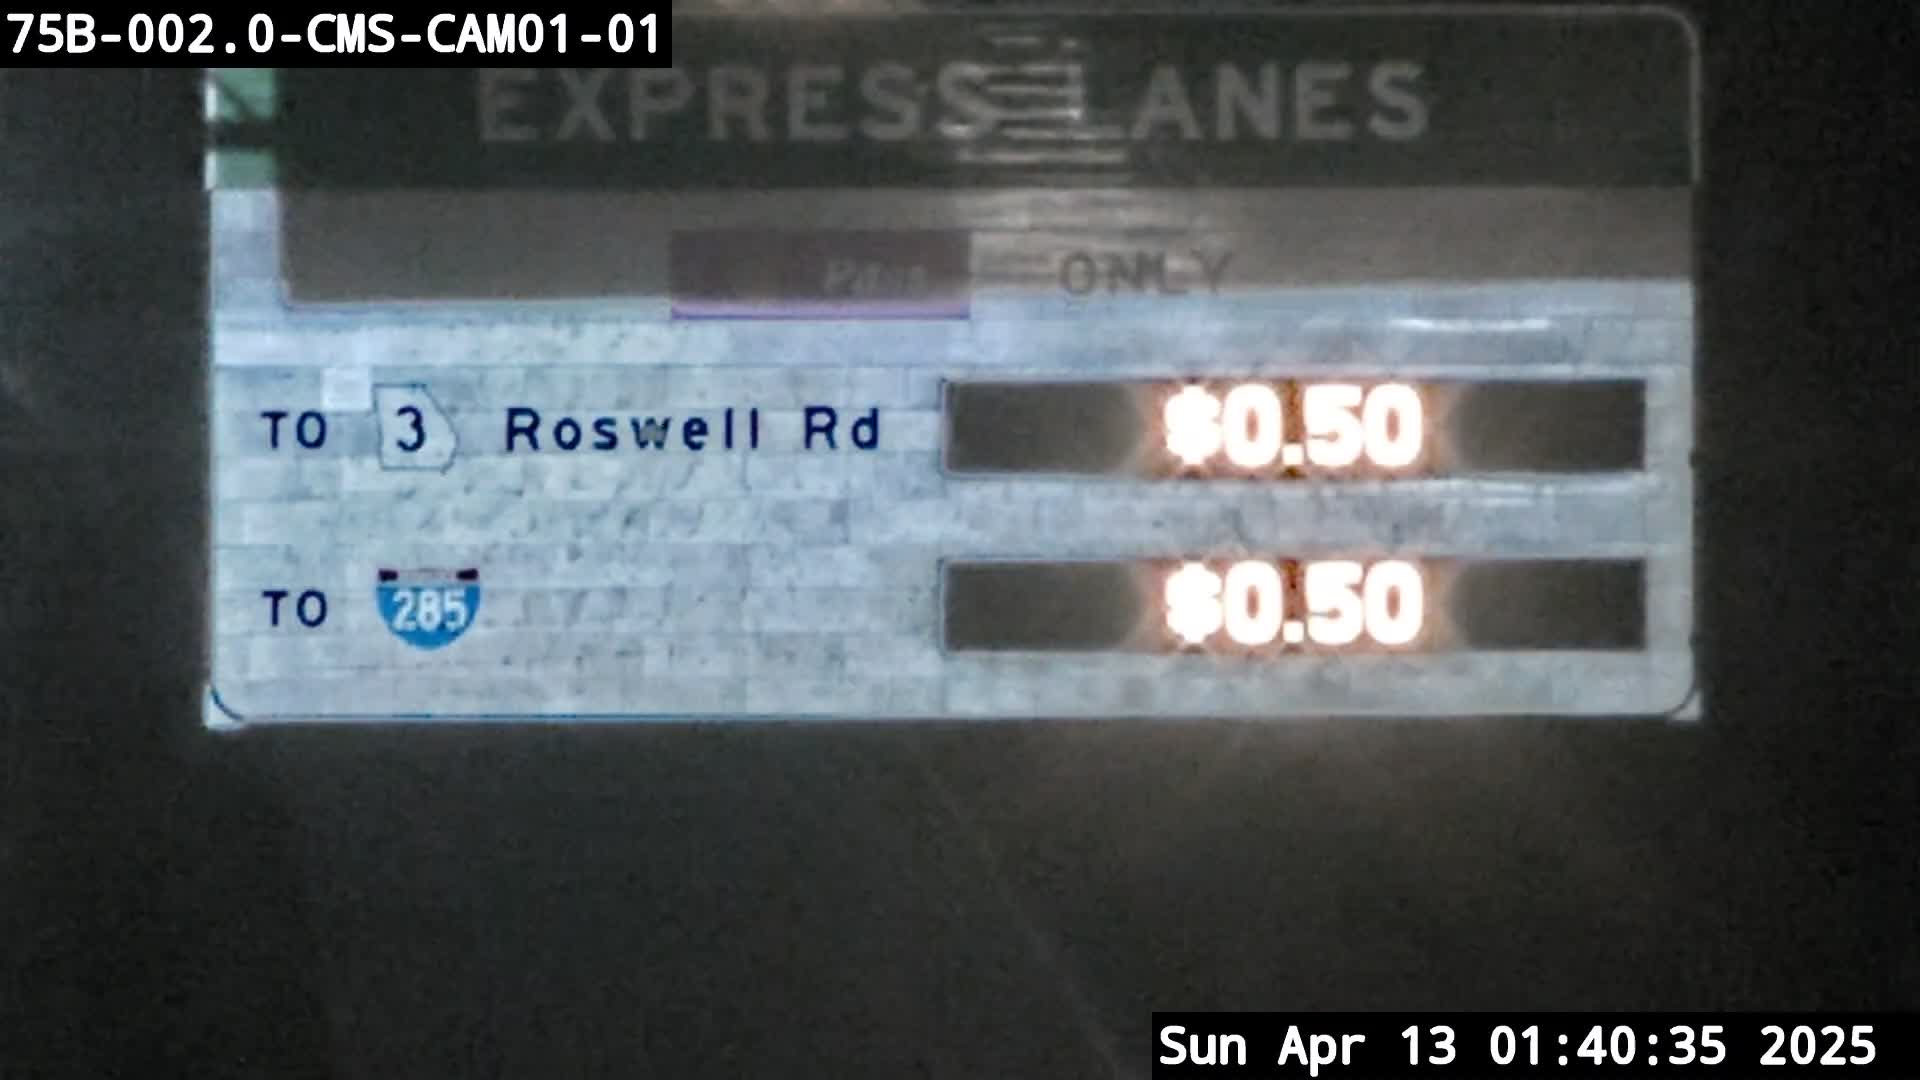 75B-002.0-CMS-CAM01-01
EXPRESS LANES
ONLY
TO 3 Roswell Rd $0.50
TO 285 $0.50
Sun Apr 13 01:40:35 2025